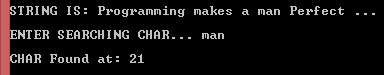 STRING IS: Programming makes a man Perfect ...
ENTER SEARCHING CHAR... man
CHAR Found at: 21